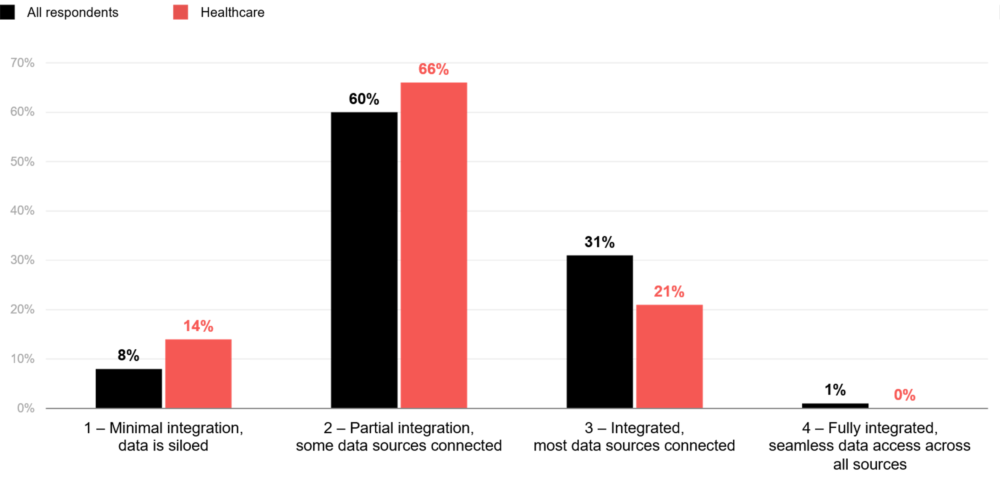 All respondents
Healthcare
70%
60%
50%
40%
30%
20%
10%
0%
8%
14%
60%
66%
31%
21%
1%
0%
1 – Minimal integration,
data is siloed
2 – Partial integration,
some data sources connected
3 – Integrated,
most data sources connected
4 – Fully integrated,
seamless data access across
all sources